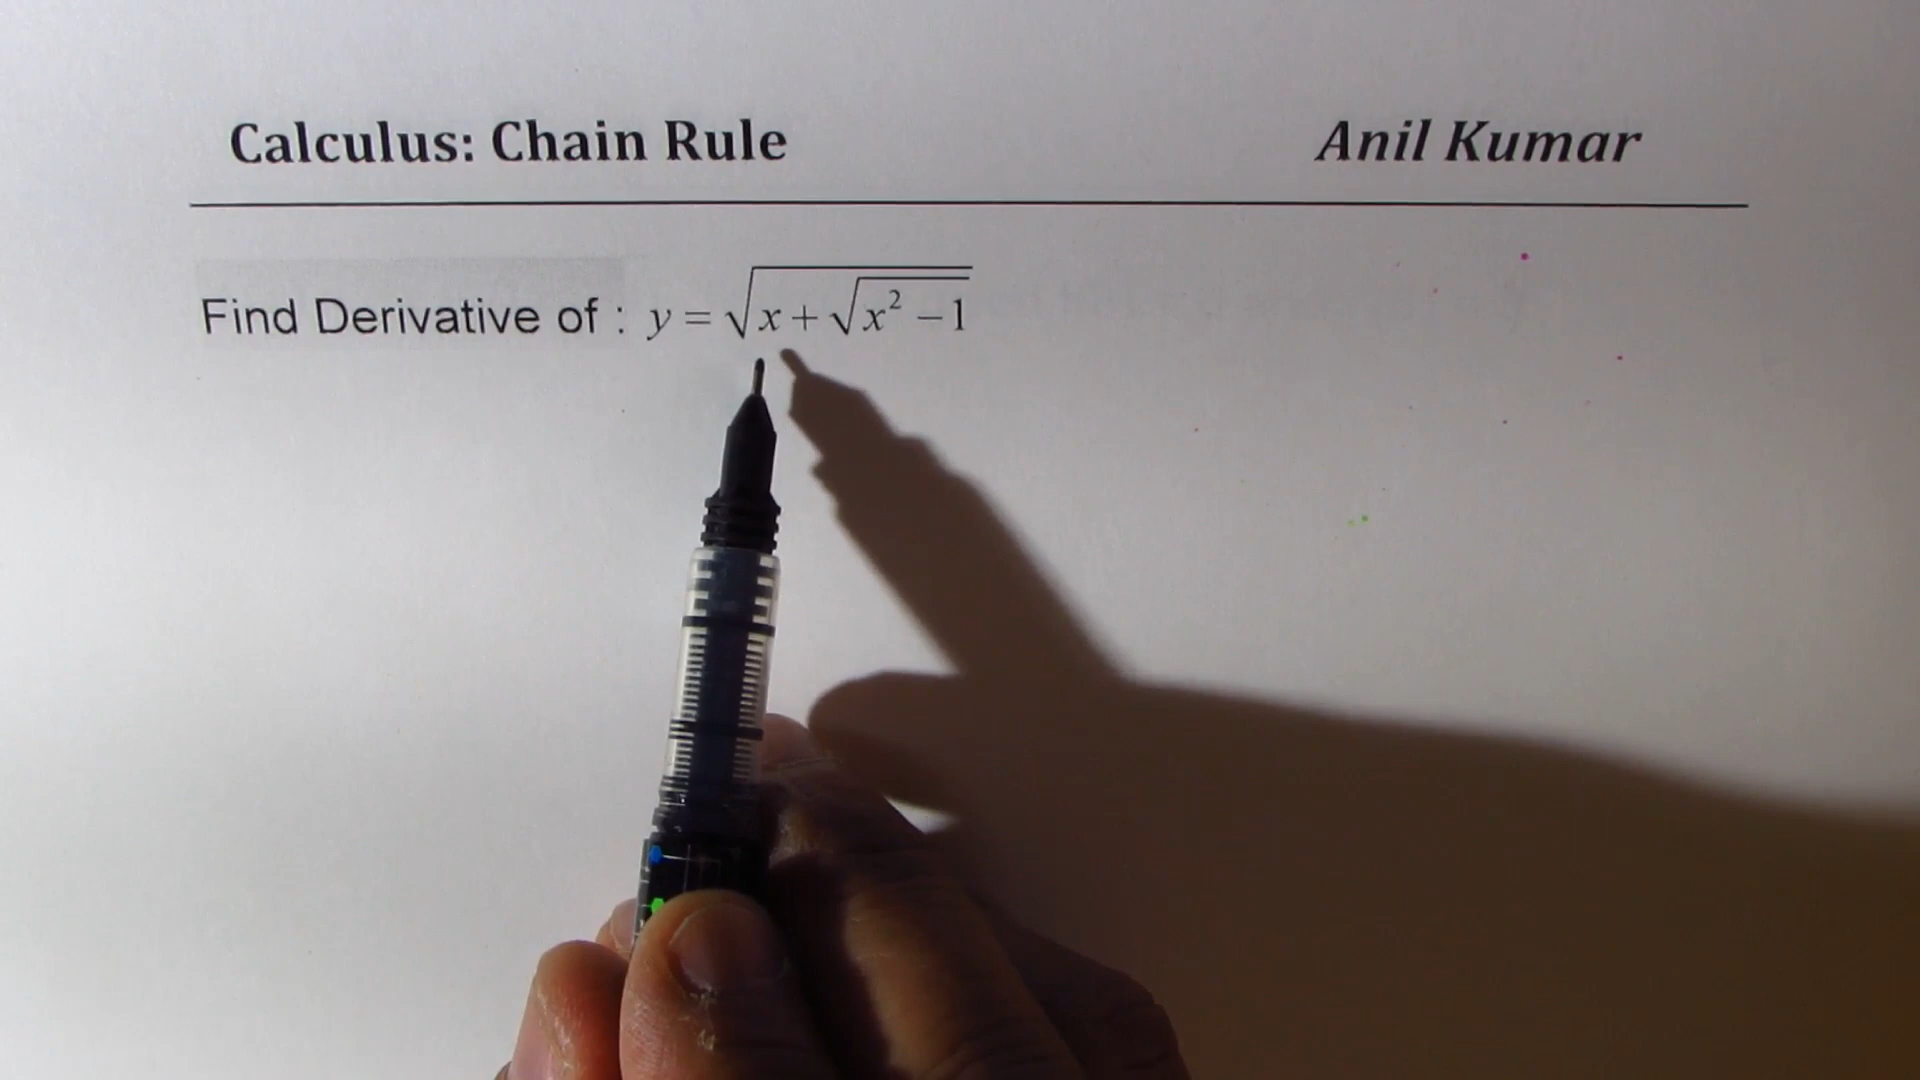 Calculus: Chain Rule Anil Kumar
Find Derivative of : y = √(x + √(x² − 1))